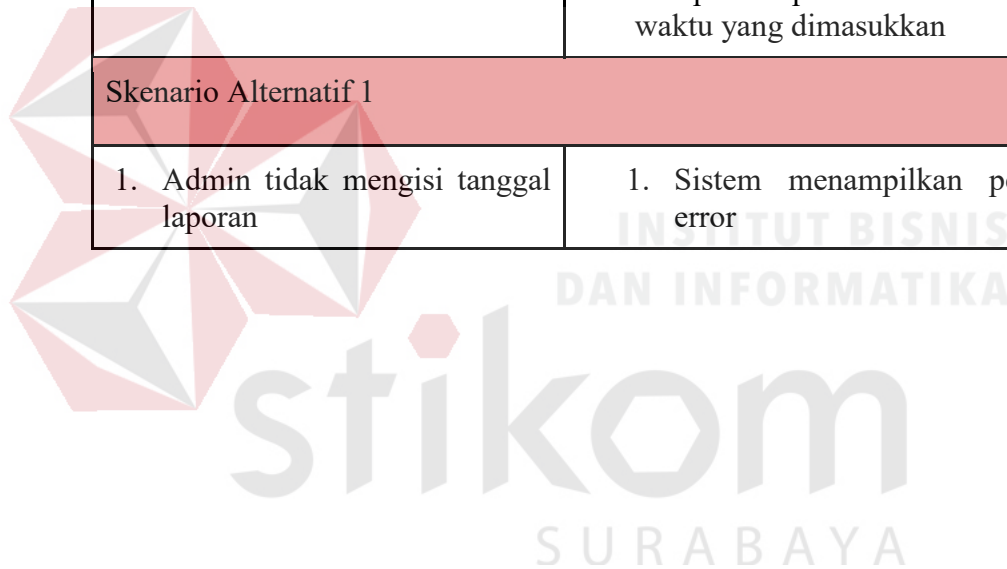 waktu yang dimasukkan
Skenario Alternatif 1
1. Admin tidak mengisi tanggal
laporan
1. Sistem menampilkan
error
INSTITUT BISNIS
DAN INFORMATIKA
stikom
SURABAYA